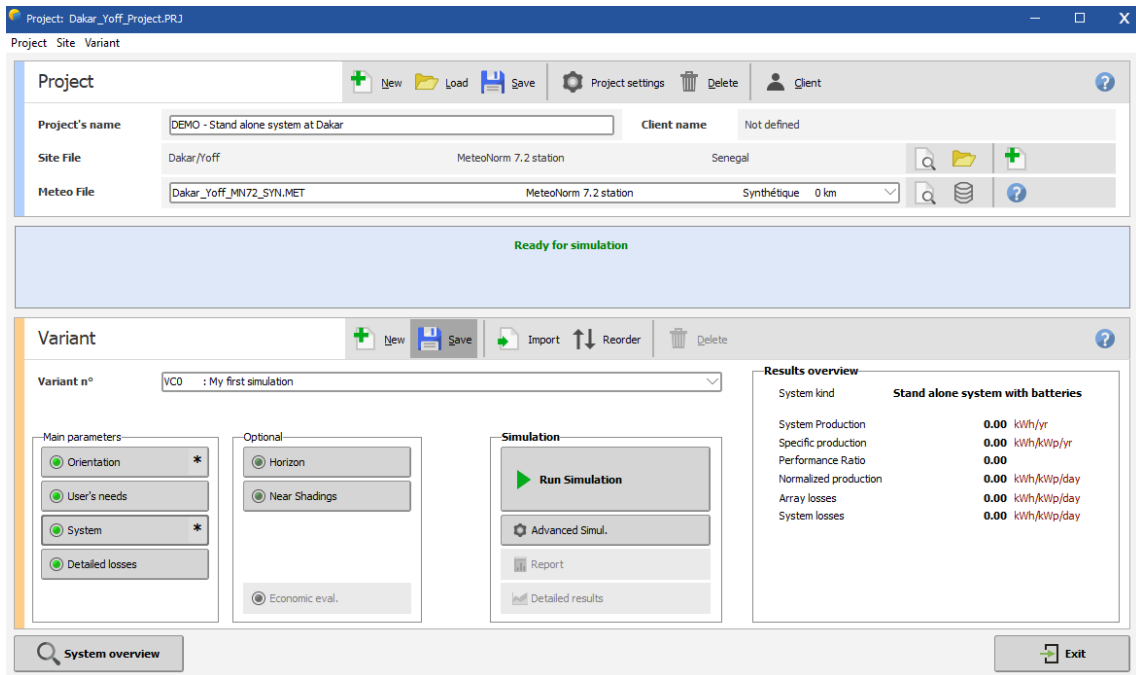 Project: Dakar_Yoff_Project.PRJ
Project Site Variant
Project New Load Save Project settings Delete Client
Project's name DEMO - Stand alone system at Dakar Client name Not defined
Site File Dakar/Yoff MeteoNorm 7.2 station Senegal
Meteo File Dakar_Yoff_MN72_SYN.MET MeteoNorm 7.2 station Synthétique 0 km
Ready for simulation
Variant New Save Import Reorder Delete
Variant n° VC0 : My first simulation
Main parameters
Orientation *
User's needs
System *
Detailed losses
Optional
Horizon
Near Shadings
Economic eval.
Simulation
Run Simulation
Advanced Simul.
Report
Detailed results
Results overview
System kind Stand alone system with batteries
System Production 0.00 kWh/yr
Specific production 0.00 kWh/kWp/yr
Performance Ratio 0.00
Normalized production 0.00 kWh/kWp/day
Array losses 0.00 kWh/kWp/day
System losses 0.00 kWh/kWp/day
System overview Exit